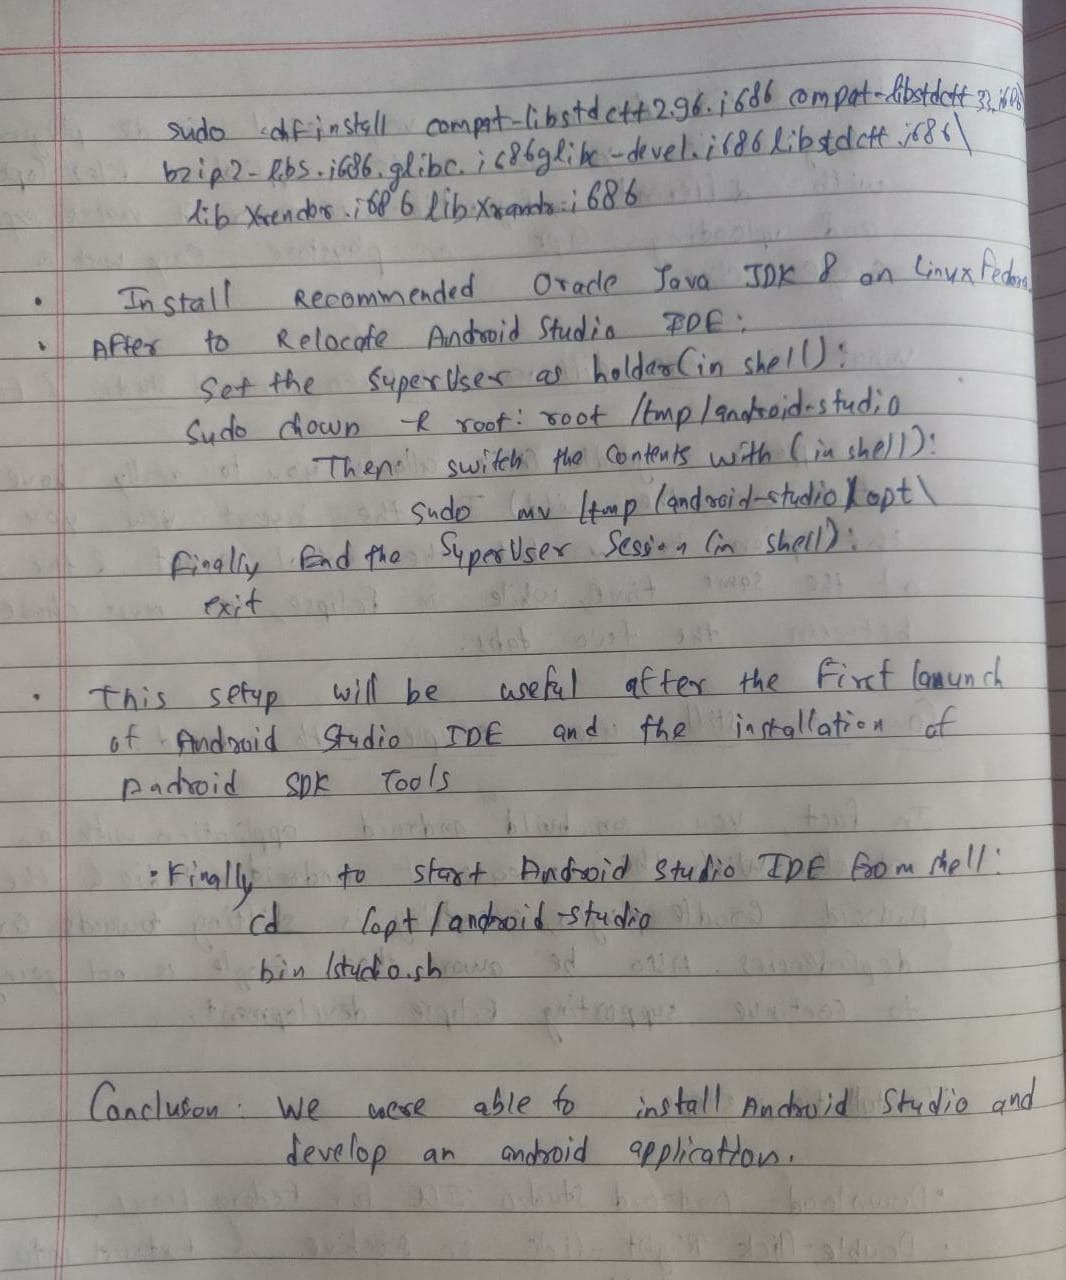 sudo dnf install compat-libstdc++296.i686 compat-libstdc++33.i686
bzip2-libs.i686.glibc.i686glibc-devel.i686 libstdc++.i686\
lib Xrender.i686 libXrandr.i686
• Install Recommended Oracle Java JDK 8 on Linux Fedora.
• After to Relocate Android Studio IDE:
Set the SuperUser as holder(in shell):
Sudo chown -R root: root /tmp/android-studio
Then switch the contents with (in shell):
sudo mv /tmp/android-studio /opt\
Finally End the SuperUser Session (in shell):
exit
• This setup will be useful after the First launch
of Android Studio IDE and the installation of
Android SDK Tools
: Finally to start Android Studio IDE from shell:
cd /opt/android-studio
bin /studio.sh
Conclusion: We were able to install Android Studio and
develop an android application.